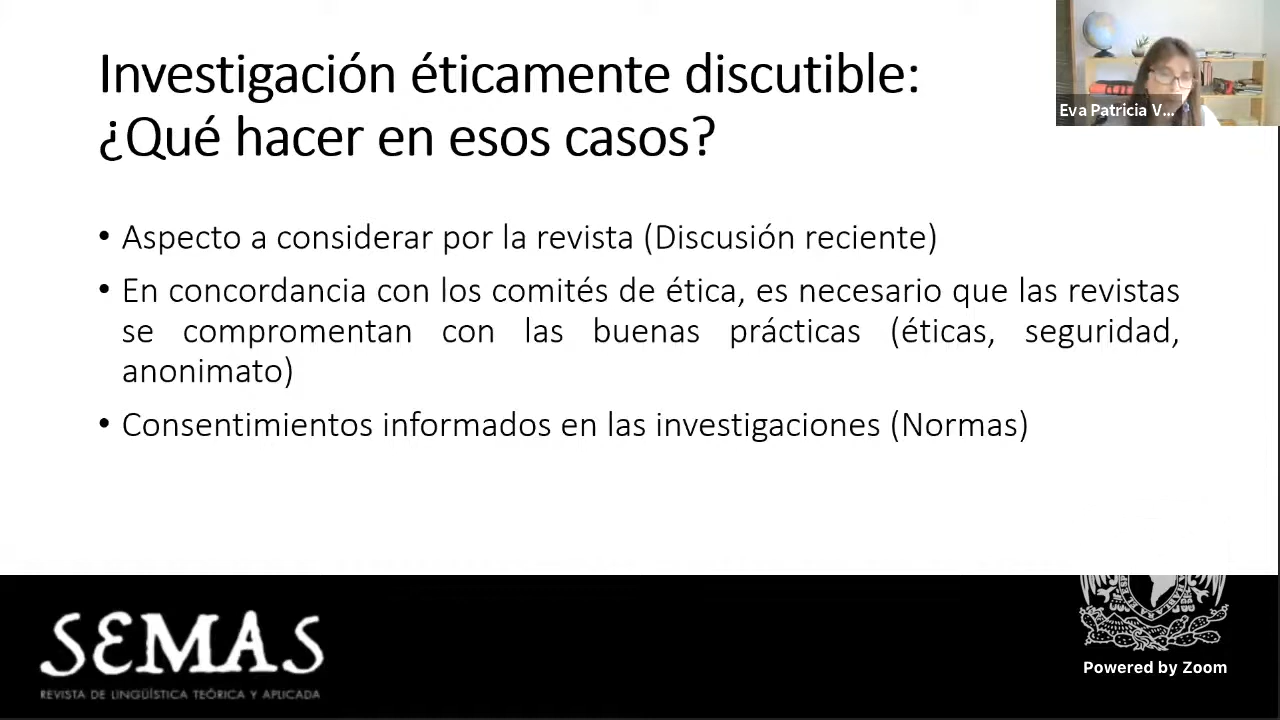 Investigación éticamente discutible:
¿Qué hacer en esos casos?
Eva Patricia V...
• Aspecto a considerar por la revista (Discusión reciente)
• En concordancia con los comités de ética, es necesario que las revistas
se compromentan con las buenas prácticas (éticas, seguridad,
anonimato)
• Consentimientos informados en las investigaciones (Normas)
SEMAS
REVISTA DE LINGÜÍSTICA TEÓRICA Y APLICADA
Powered by Zoom